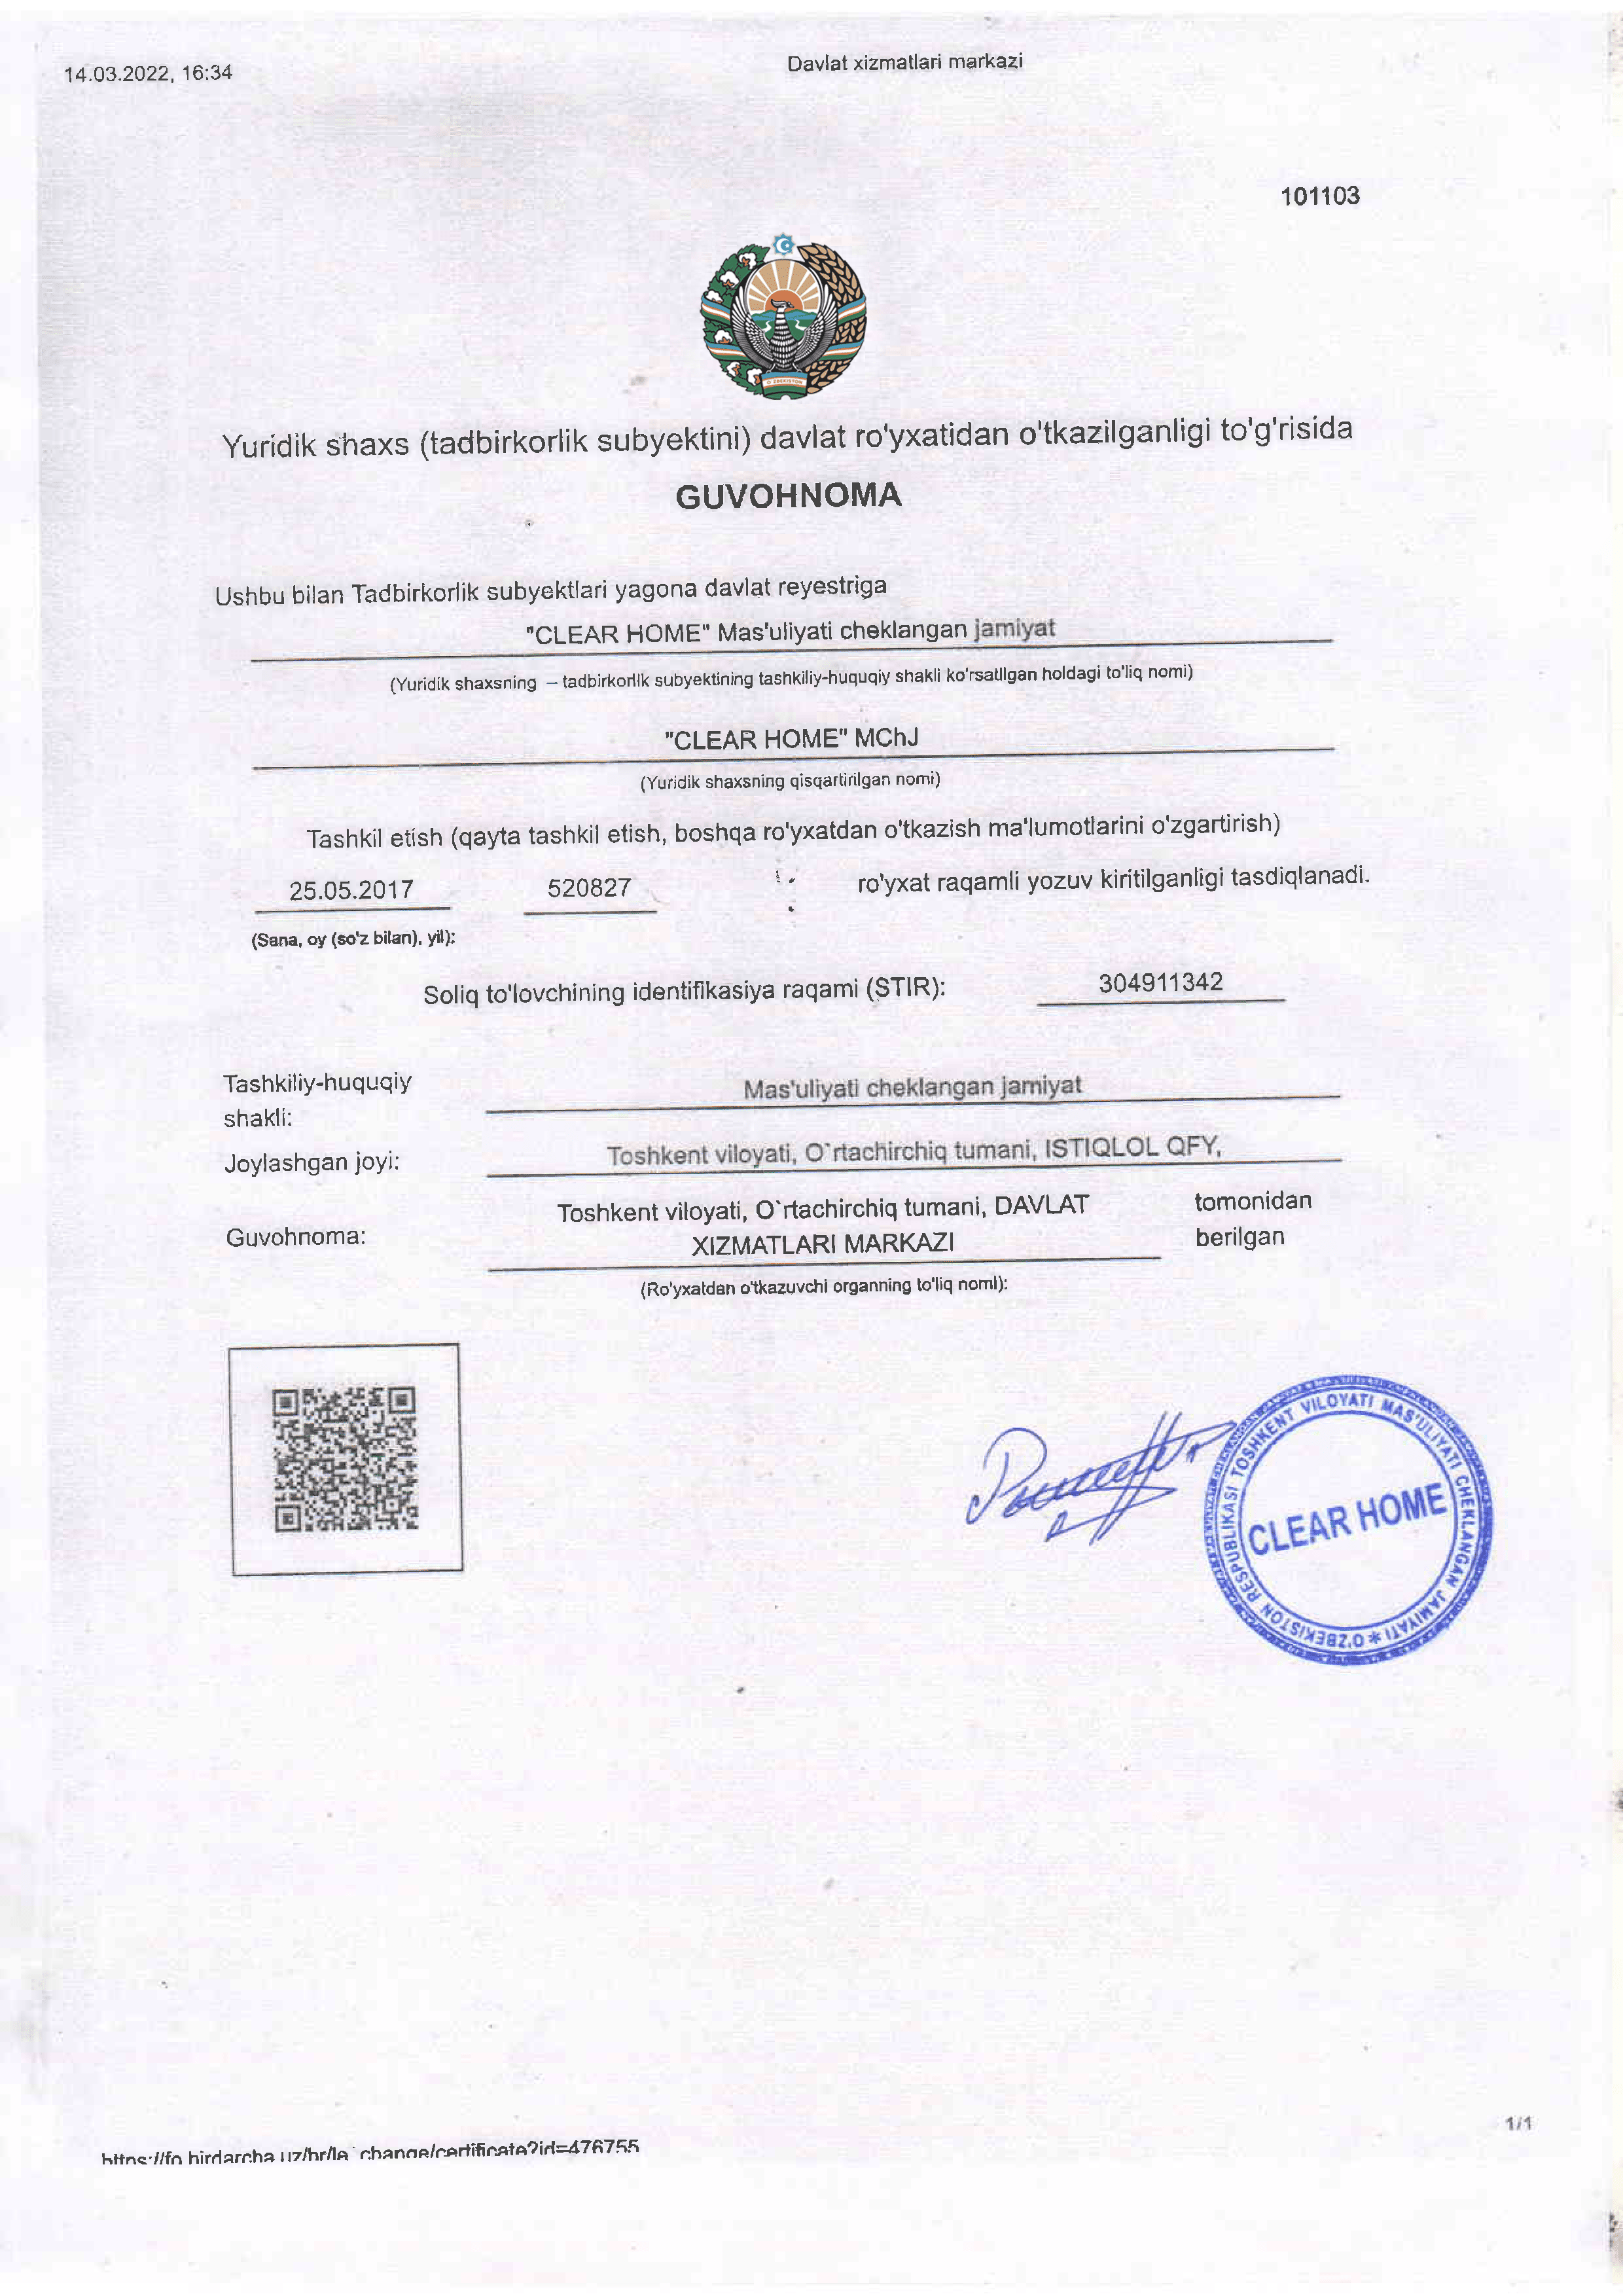 14.03.2022, 16:34
Davlat xizmatlari markazi
101103
O'ZBEKISTON
Yuridik shaxs (tadbirkorlik subyektini) davlat ro'yxatidan o'tkazilganligi to'g'risida
GUVOHNOMA
Ushbu bilan Tadbirkorlik subyektlari yagona davlat reyestriga
"CLEAR HOME" Mas'uliyati cheklangan jamiyat
(Yuridik shaxsning – tadbirkorlik subyektining tashkiliy-huquqiy shakli ko'rsatilgan holdagi to'liq nomi)
"CLEAR HOME" MChJ
(Yuridik shaxsning qisqartirilgan nomi)
Tashkil etish (qayta tashkil etish, boshqa ro'yxatdan o'tkazish ma'lumotlarini o'zgartirish)
25.05.2017 520827 ro'yxat raqamli yozuv kiritilganligi tasdiqlanadi.
(Sana, oy (so'z bilan), yil):
Soliq to'lovchining identifikasiya raqami (STIR): 304911342
Tashkiliy-huquqiy
shakli:
Mas'uliyati cheklangan jamiyat
Joylashgan joyi: Toshkent viloyati, O`rtachirchiq tumani, ISTIQLOL QFY,
Guvohnoma:
Toshkent viloyati, O`rtachirchiq tumani, DAVLAT
XIZMATLARI MARKAZI
tomonidan
berilgan
(Ro'yxatdan o'tkazuvchi organning to'liq nomi):
O'ZBEKISTON RESPUBLIKASI TOSHKENT VILOYATI MAS'ULIYATI CHEKLANGAN JAMIYATI *
CLEAR HOME
1/1
change/certificate?id=476755